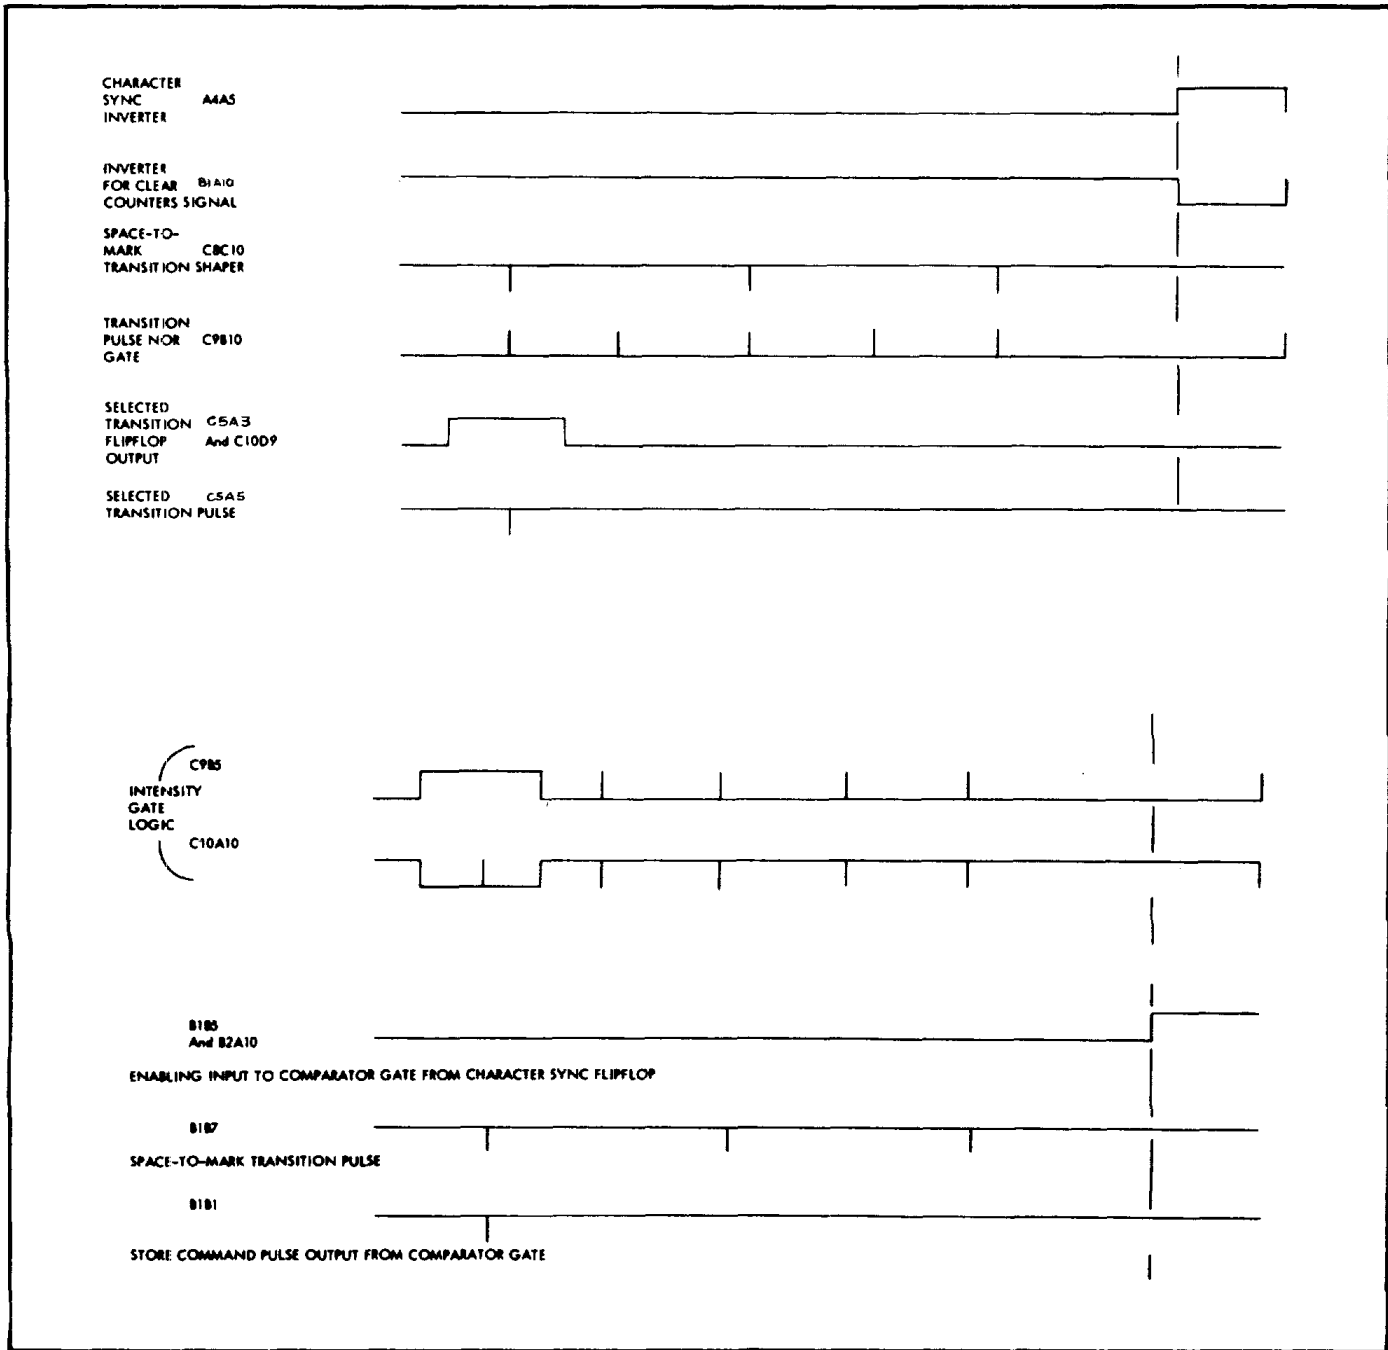 CHARACTER
SYNC A4A5
INVERTER
INVERTER
FOR CLEAR B1A10
COUNTERS SIGNAL
SPACE-TO-
MARK C8C10
TRANSITION SHAPER
TRANSITION
PULSE NOR C9B10
GATE
SELECTED
TRANSITION C5A3
FLIPFLOP And C10D9
OUTPUT
SELECTED C5A5
TRANSITION PULSE
C9B5
INTENSITY
GATE
LOGIC
C10A10
B1B5
And B2A10
ENABLING INPUT TO COMPARATOR GATE FROM CHARACTER SYNC FLIPFLOP
B1B7
SPACE-TO-MARK TRANSITION PULSE
B1B1
STORE COMMAND PULSE OUTPUT FROM COMPARATOR GATE